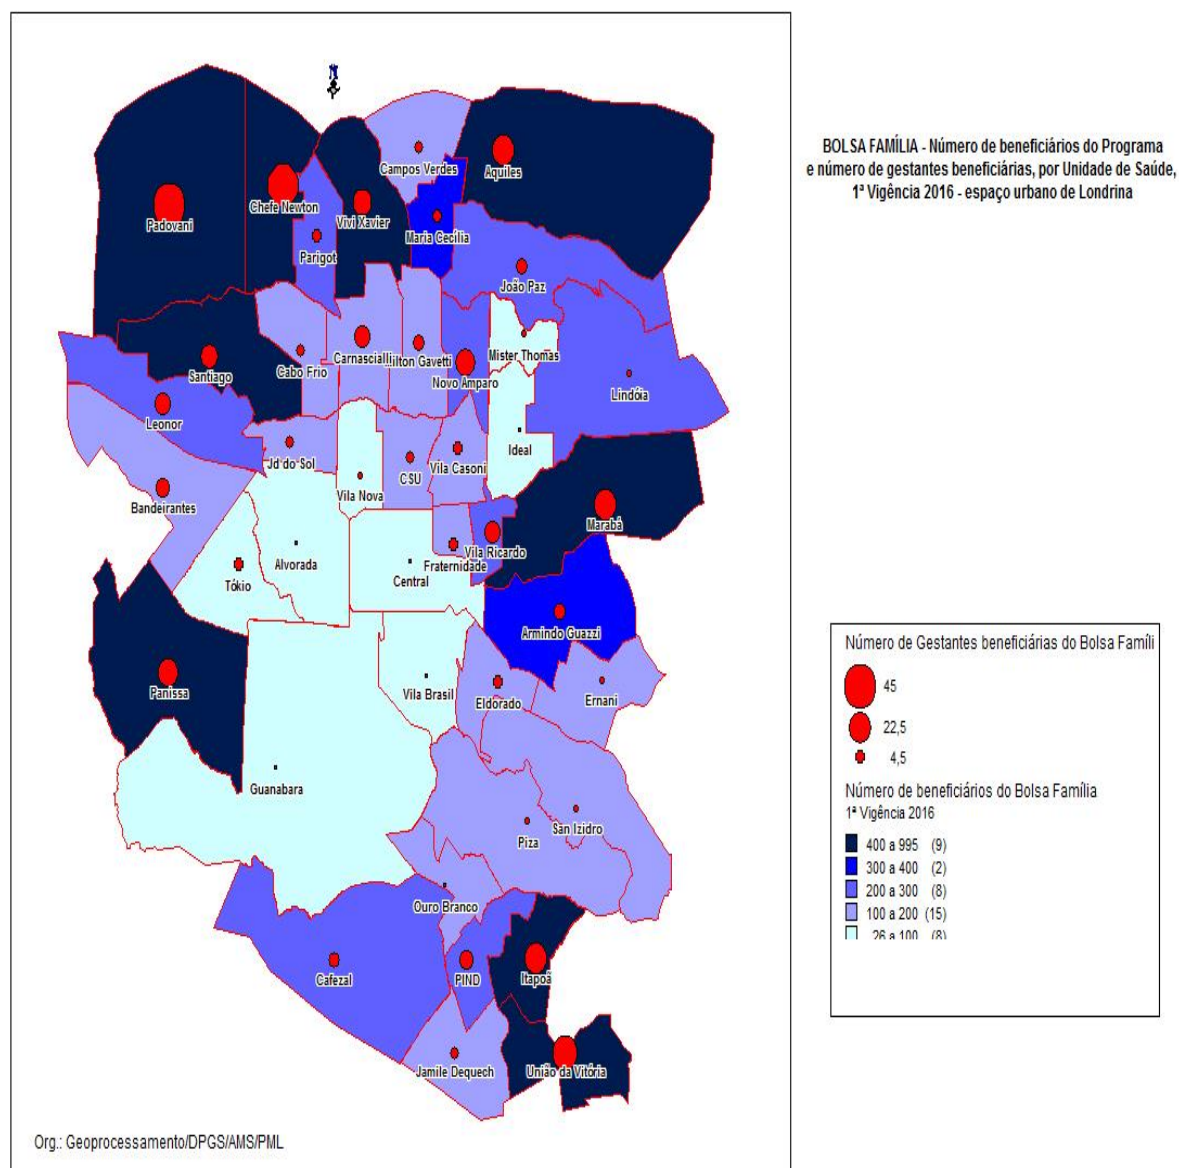 N
BOLSA FAMÍLIA - Número de beneficiários do Programa
e número de gestantes beneficiárias, por Unidade de Saúde,
1ª Vigência 2016 - espaço urbano de Londrina
Campos Verdes
Aquiles
Chefe Newton
Padovani
Vivi Xavier
Maria Cecília
Parigot
João Paz
Mister Thomas
Carnascialli
Milton Gavetti
Santiago
Cabo Frio
Novo Amparo
Lindóia
Leonor
Ideal
Jd do Sol
Vila Casoni
CSU
Vila Nova
Bandeirantes
Marabá
Vila Ricardo
Alvorada
Fraternidade
Central
Tókio
Armindo Guazzi
Panissa
Vila Brasil
Eldorado
Ernani
Guanabara
San Izidro
Piza
Ouro Branco
Cafezal
PIND
Itapoã
Jamile Dequech
União da Vitória
Número de Gestantes beneficiárias do Bolsa Famíli
45
22,5
4,5
Número de beneficiários do Bolsa Família
1ª Vigência 2016
400 a 995 (9)
300 a 400 (2)
200 a 300 (8)
100 a 200 (15)
26 a 100 (8)
Org.: Geoprocessamento/DPGS/AMS/PML